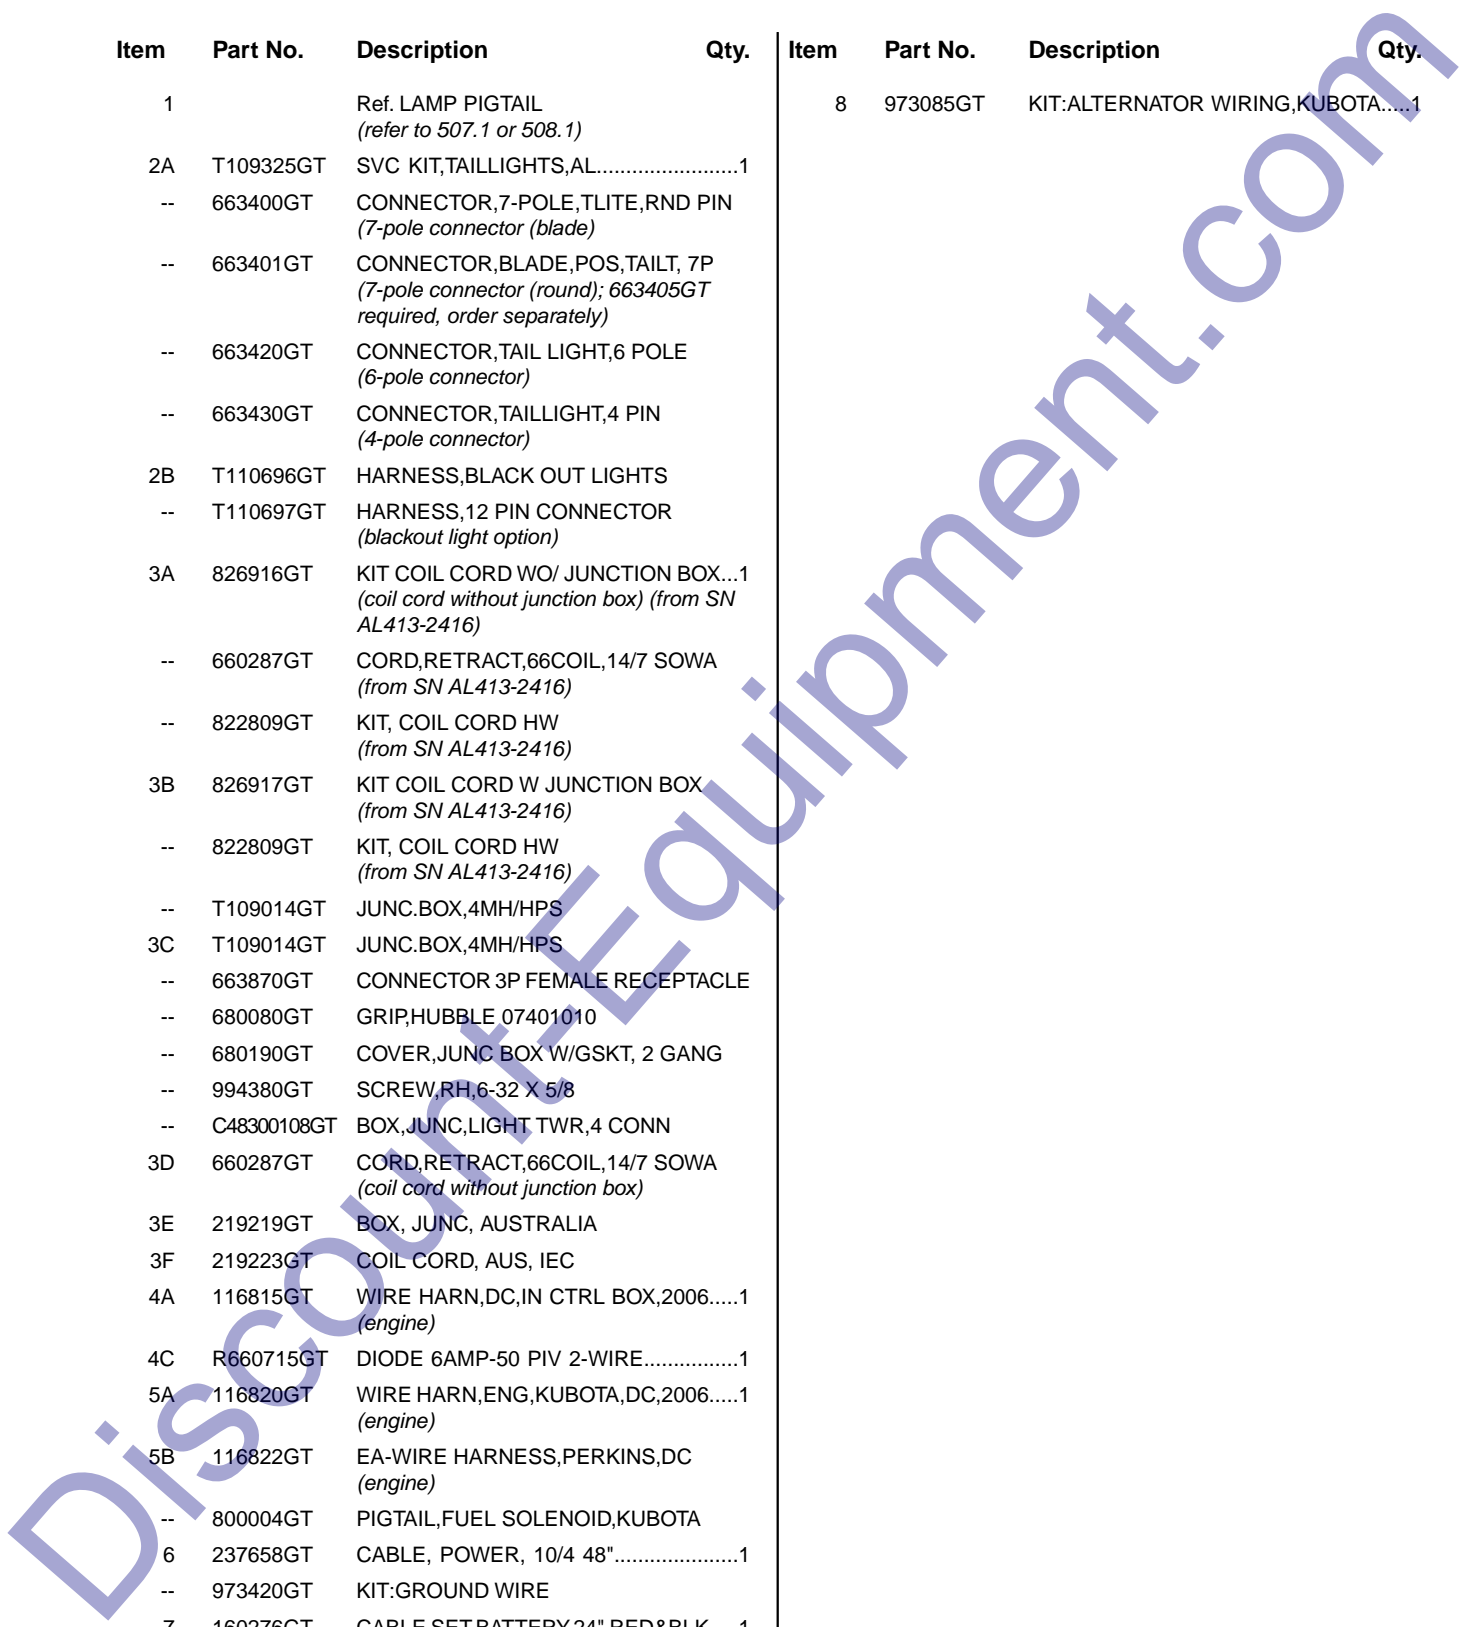 Item Part No. Description Qty.
1 Ref. LAMP PIGTAIL
(refer to 507.1 or 508.1)
2A T109325GT SVC KIT,TAILLIGHTS,AL........................1
-- 663400GT CONNECTOR,7-POLE,TLITE,RND PIN
(7-pole connector (blade)
-- 663401GT CONNECTOR,BLADE,POS,TAILT, 7P
(7-pole connector (round); 663405GT
required, order separately)
-- 663420GT CONNECTOR,TAIL LIGHT,6 POLE
(6-pole connector)
-- 663430GT CONNECTOR,TAILLIGHT,4 PIN
(4-pole connector)
2B T110696GT HARNESS,BLACK OUT LIGHTS
-- T110697GT HARNESS,12 PIN CONNECTOR
(blackout light option)
3A 826916GT KIT COIL CORD WO/ JUNCTION BOX...1
(coil cord without junction box) (from SN
AL413-2416)
-- 660287GT CORD,RETRACT,66COIL,14/7 SOWA
(from SN AL413-2416)
-- 822809GT KIT, COIL CORD HW
(from SN AL413-2416)
3B 826917GT KIT COIL CORD W JUNCTION BOX
(from SN AL413-2416)
-- 822809GT KIT, COIL CORD HW
(from SN AL413-2416)
-- T109014GT JUNC.BOX,4MH/HPS
3C T109014GT JUNC.BOX,4MH/HPS
-- 663870GT CONNECTOR 3P FEMALE RECEPTACLE
-- 680080GT GRIP,HUBBLE 07401010
-- 680190GT COVER,JUNC BOX W/GSKT, 2 GANG
-- 994380GT SCREW,RH,6-32 X 5/8
-- C48300108GT BOX,JUNC,LIGHT TWR,4 CONN
3D 660287GT CORD,RETRACT,66COIL,14/7 SOWA
(coil cord without junction box)
3E 219219GT BOX, JUNC, AUSTRALIA
3F 219223GT COIL CORD, AUS, IEC
4A 116815GT WIRE HARN,DC,IN CTRL BOX,2006.....1
(engine)
4C R660715GT DIODE 6AMP-50 PIV 2-WIRE................1
5A 116820GT WIRE HARN,ENG,KUBOTA,DC,2006.....1
(engine)
5B 116822GT EA-WIRE HARNESS,PERKINS,DC
(engine)
-- 800004GT PIGTAIL,FUEL SOLENOID,KUBOTA
6 237658GT CABLE, POWER, 10/4 48".....................1
-- 973420GT KIT:GROUND WIRE
7 160276GT CABLE SET,BATTERY,24" RED&BLK....1
Item Part No. Description Qty.
8 973085GT KIT:ALTERNATOR WIRING,KUBOTA.....1
Discount-Equipment.com